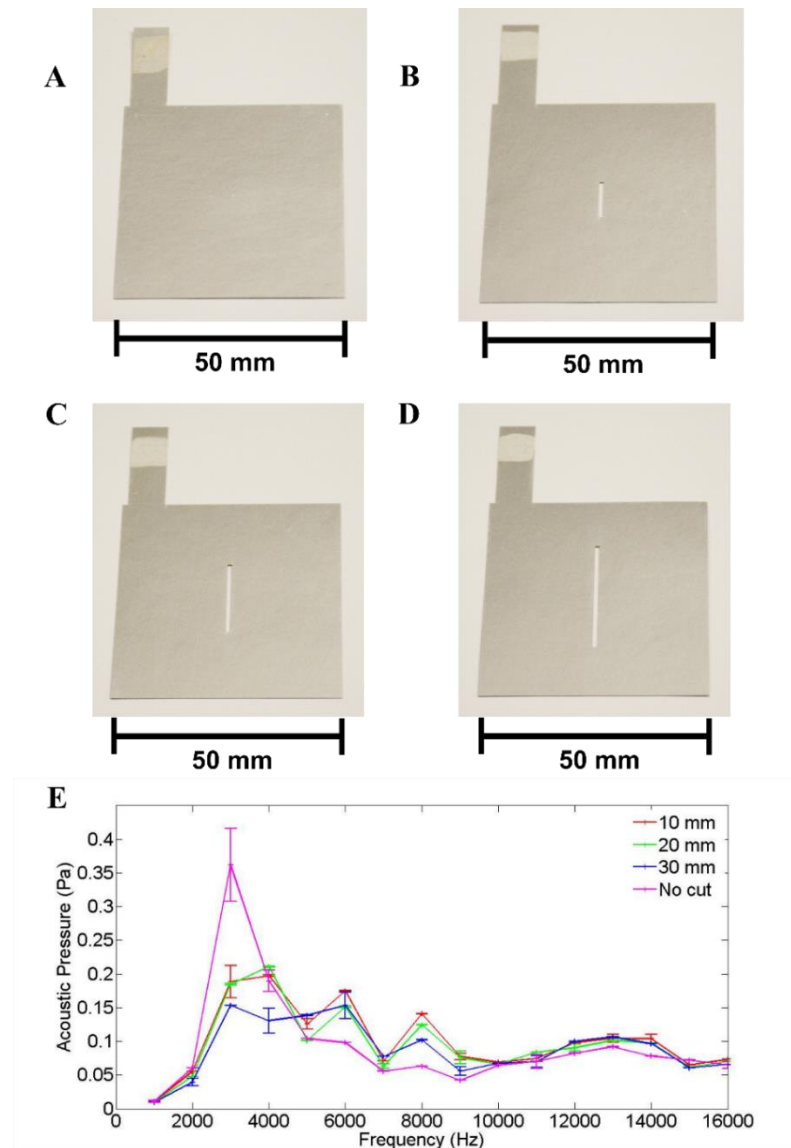 A
B
50 mm
50 mm
C
D
50 mm
50 mm
E
0.4
0.35
0.3
0.25
0.2
0.15
0.1
0.05
0
Acoustic Pressure (Pa)
10 mm
20 mm
30 mm
No cut
0 2000 4000 6000 8000 10000 12000 14000 16000
Frequency (Hz)